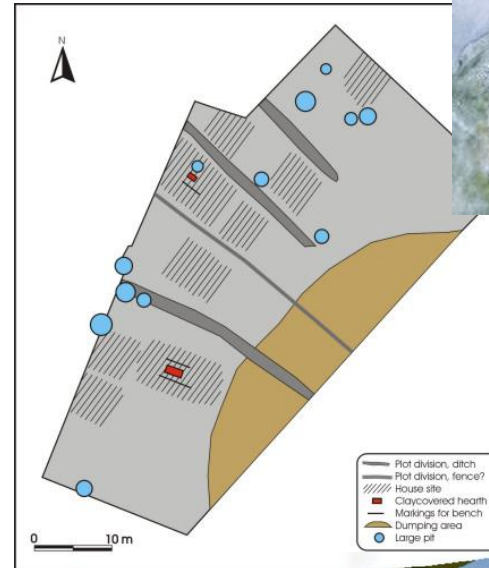 N
Plot division, ditch
Plot division, fence?
House site
Claycovered hearth
Markings for bench
Dumping area
Large pit
0 10 m